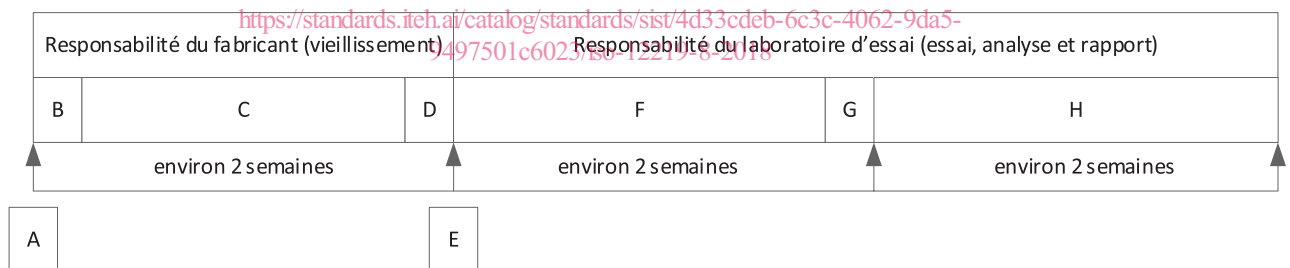 https://standards.iteh.ai/catalog/standards/sist/4d33cdeb-6c3c-4062-9da5-
9497501c6023/iso-12219-8-2018
Responsabilité du fabricant (vieillissement)
Responsabilité du laboratoire d’essai (essai, analyse et rapport)
B C D F G H
environ 2 semaines environ 2 semaines environ 2 semaines
A E